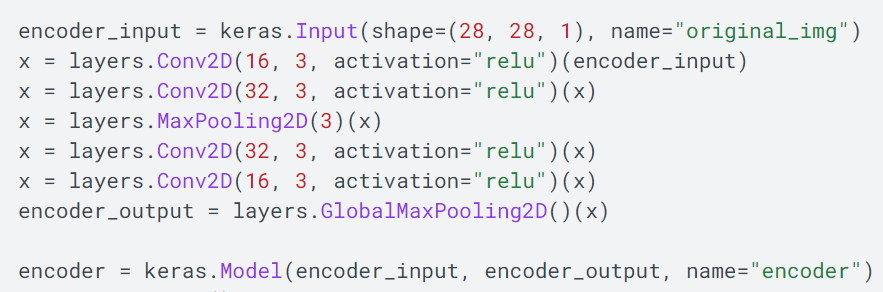 encoder_input = keras.Input(shape=(28, 28, 1), name="original_img")
x = layers.Conv2D(16, 3, activation="relu")(encoder_input)
x = layers.Conv2D(32, 3, activation="relu")(x)
x = layers.MaxPooling2D(3)(x)
x = layers.Conv2D(32, 3, activation="relu")(x)
x = layers.Conv2D(16, 3, activation="relu")(x)
encoder_output = layers.GlobalMaxPooling2D()(x)

encoder = keras.Model(encoder_input, encoder_output, name="encoder")